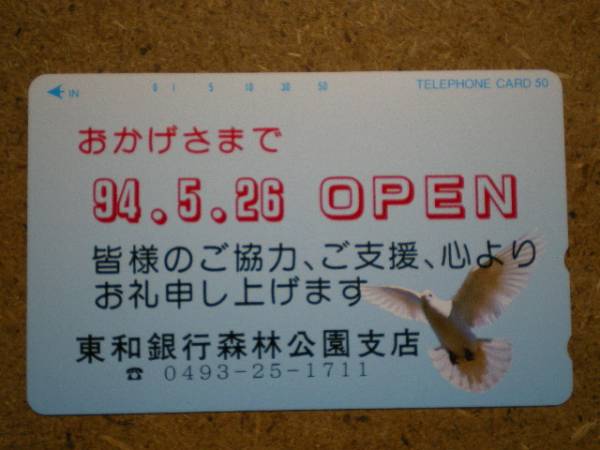 IN 0 1 5 10 30 50 TELEPHONE CARD 50
おかげさまで
94.5.26 OPEN
皆様のご協力、ご支援、心より
お礼申し上げます
東和銀行森林公園支店
☎ 0493-25-1711